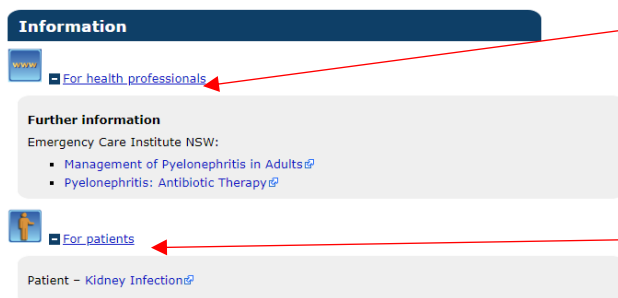 Information
www
For health professionals
Further information
Emergency Care Institute NSW:
Management of Pyelonephritis in Adults
Pyelonephritis: Antibiotic Therapy
For patients
Patient – Kidney Infection